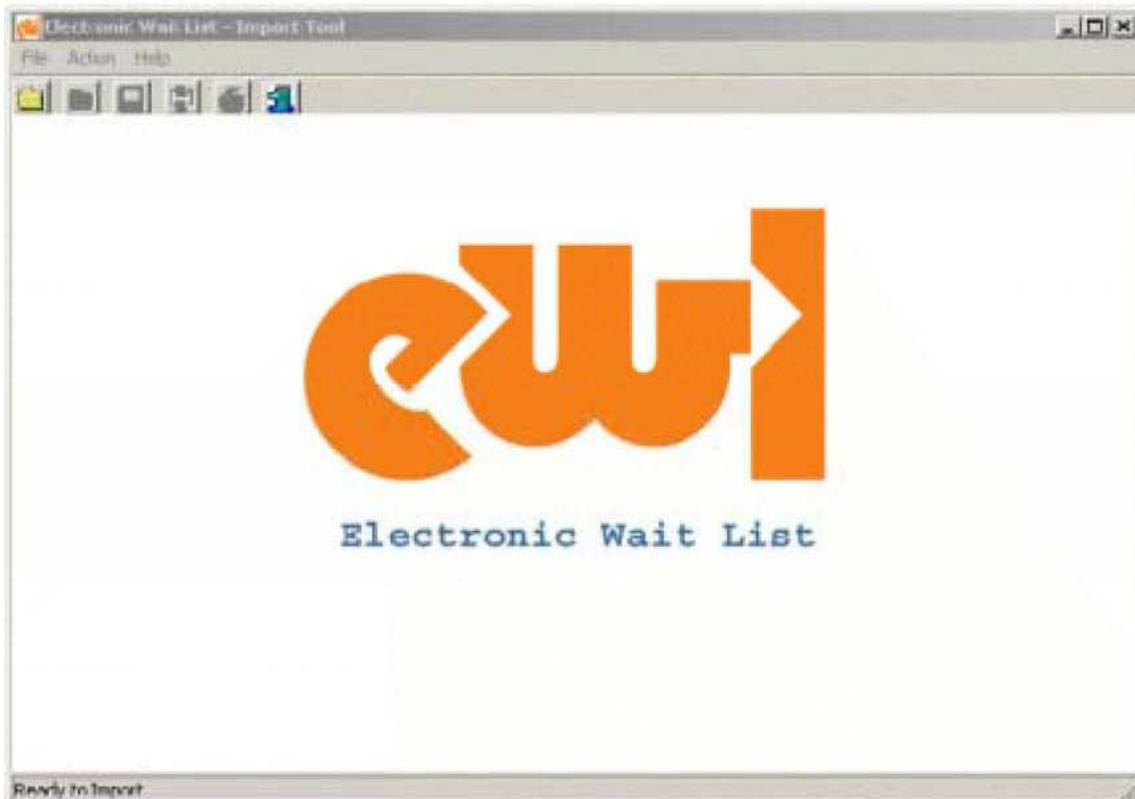 Electronic Wait List - Import Tool
File Action Help
ewl
Electronic Wait List
Ready to Import